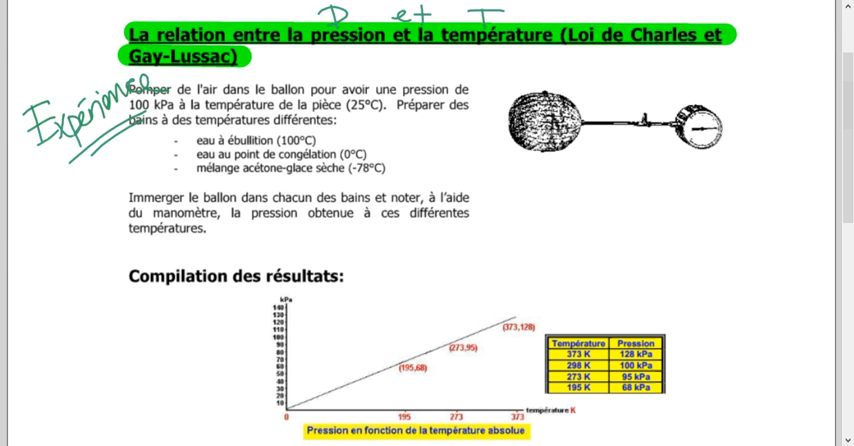 P et T
La relation entre la pression et la température (Loi de Charles et
Gay-Lussac)
Expérience
Pomper de l'air dans le ballon pour avoir une pression de
100 kPa à la température de la pièce (25°C). Préparer des
bains à des températures différentes:
- eau à ébullition (100°C)
- eau au point de congélation (0°C)
- mélange acétone-glace sèche (-78°C)
Immerger le ballon dans chacun des bains et noter, à l'aide
du manomètre, la pression obtenue à ces différentes
températures.
Compilation des résultats:
kPa
140
130
120
110
100
90
80
70
60
50
40
30
20
10
(373,128)
(273,95)
(195,68)
0 195 273 373 température K
Pression en fonction de la température absolue
Température Pression
373 K 128 kPa
298 K 100 kPa
273 K 95 kPa
195 K 68 kPa